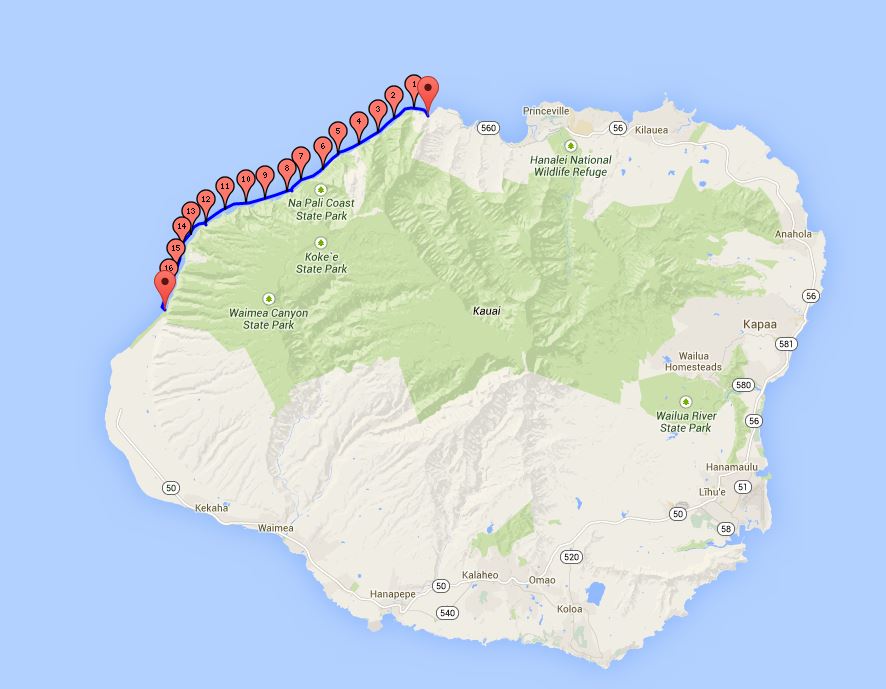 1
2
3
4
5
6
7
8
9
10
11
12
13
14
15
16
Princeville
560
56
Kilauea
Hanalei National
Wildlife Refuge
Na Pali Coast
State Park
Koke`e
State Park
Waimea Canyon
State Park
Kauai
Anahola
56
Kapaa
581
Wailua
Homesteads
580
Wailua River
State Park
56
Hanamaulu
51
Līhu'e
50
58
50
Kekaha
Waimea
520
Kalaheo
Omao
50
Hanapepe
540
Koloa